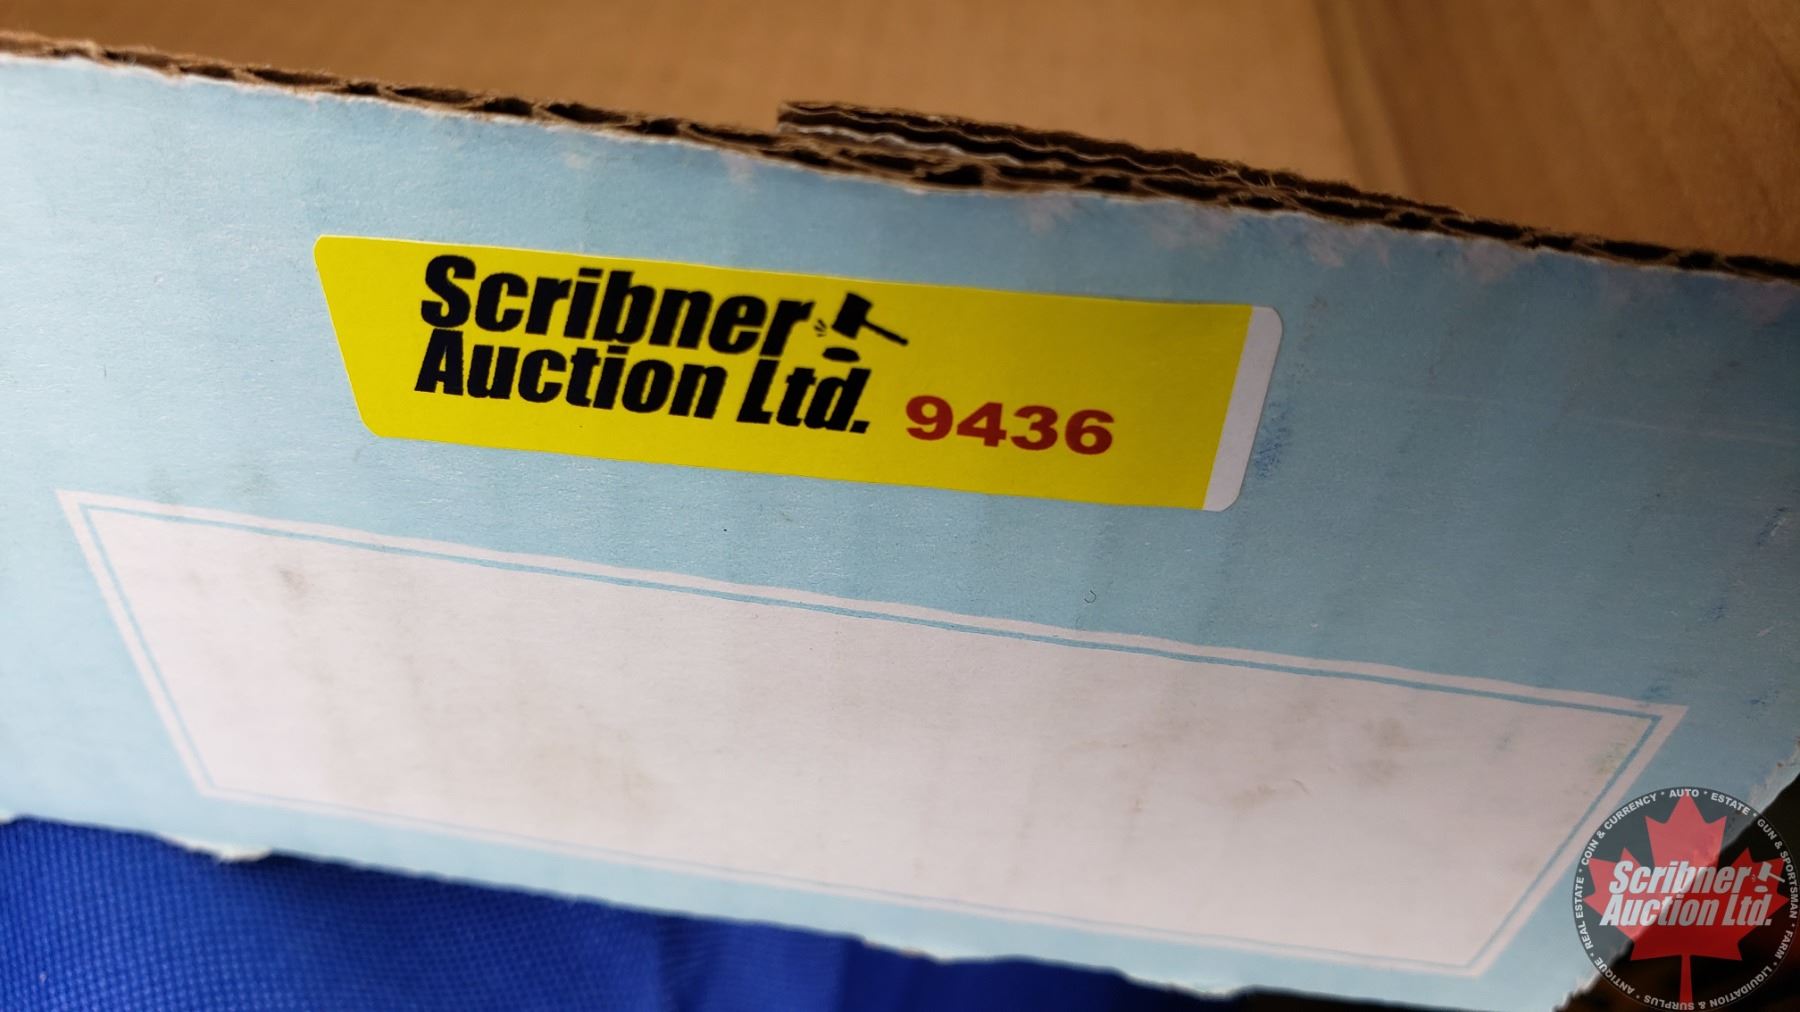 Scribner
Auction Ltd. 9436
COIN & CURRENCY * AUTO * ESTATE * GUN & SPORTSMAN * FARM * LIQUIDATION & SURPLUS * ANTIQUE * REAL ESTATE *
Scribner
Auction Ltd.